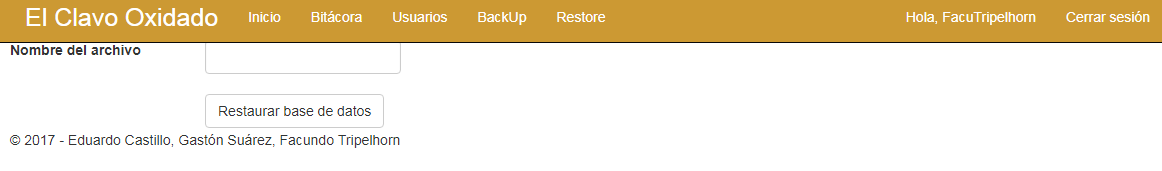 El Clavo Oxidado Inicio Bitácora Usuarios BackUp Restore Hola, FacuTripelhorn Cerrar sesión
Nombre del archivo
Restaurar base de datos
© 2017 - Eduardo Castillo, Gastón Suárez, Facundo Tripelhorn